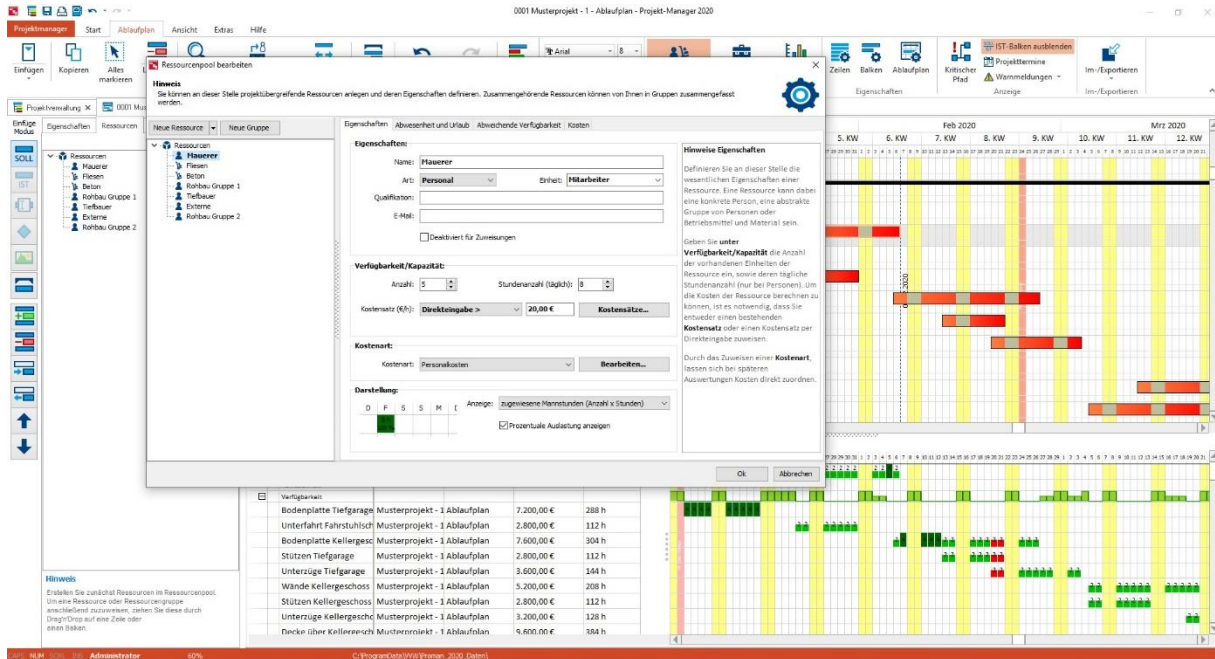 0001 Musterprojekt - 1 - Ablaufplan - Projekt-Manager 2020
Projektmanager Start Ablaufplan Ansicht Extras Hilfe
Einfügen Kopieren Alles markieren
Arial 8
Zeilen Balken Ablaufplan
Eigenschaften
Kritischer Pfad
IST-Balken ausblenden
Projekttermine
Warnmeldungen
Anzeige
Im-/Exportieren
Im-/Exportieren
Projektverwaltung 0001 Mus
Einfüge Modus
Eigenschaften Ressourcen
SOLL
IST
Ressourcen
Mauerer
Fliesen
Beton
Rohbau Gruppe 1
Tiefbauer
Externe
Rohbau Gruppe 2
Hinweis
Erstellen Sie zunächst Ressourcen im Ressourcenpool.
Um eine Ressource oder Ressourcengruppe
anschließend zuzuweisen, ziehen Sie diese durch
Drag'n'Drop auf eine Zeile oder
einen Balken.
Ressourcenpool bearbeiten
Hinweis
Sie können an dieser Stelle projektübergreifende Ressourcen anlegen und deren Eigenschaften definieren. Zusammengehörende Ressourcen können von Ihnen in Gruppen zusammengefasst
werden.
Neue Ressource Neue Gruppe
Ressourcen
Mauerer
Fliesen
Beton
Rohbau Gruppe 1
Tiefbauer
Externe
Rohbau Gruppe 2
Eigenschaften Abwesenheit und Urlaub Abweichende Verfügbarkeit Kosten
Eigenschaften:
Name: Mauerer
Art: Personal Einheit: Mitarbeiter
Qualifikation:
E-Mail:
Deaktiviert für Zuweisungen
Verfügbarkeit/Kapazität:
Anzahl: 5 Stundenanzahl (täglich): 8
Kostensatz (€/h): Direkteingabe > 20,00 € Kostensätze...
Kostenart:
Kostenart: Personalkosten Bearbeiten...
Darstellung:
D F S S M
Anzeige: zugewiesene Mannstunden (Anzahl x Stunden)
Prozentuale Auslastung anzeigen
Hinweise Eigenschaften
Definieren Sie an dieser Stelle die
wesentlichen Eigenschaften einer
Ressource. Eine Ressource kann dabei
eine konkrete Person, eine abstrakte
Gruppe von Personen oder
Betriebsmittel und Material sein.
Geben Sie unter
Verfügbarkeit/Kapazität die Anzahl
der vorhandenen Einheiten der
Ressource ein, sowie deren tägliche
Stundenanzahl (nur bei Personen). Um
die Kosten der Ressource berechnen zu
können, ist es notwendig, dass Sie
entweder einen bestehenden
Kostensatz oder einen Kostensatz per
Direkteingabe zuweisen.
Durch das Zuweisen einer Kostenart,
lassen sich bei späteren
Auswertungen Kosten direkt zuordnen.
Ok Abbrechen
Feb 2020 Mrz 2020
5. KW 6. KW 7. KW 8. KW 9. KW 10. KW 11. KW 12. KW
Verfügbarkeit
Bodenplatte Tiefgarage Musterprojekt - 1 Ablaufplan 7.200,00 € 288 h
Unterfahrt Fahrstuhlsch Musterprojekt - 1 Ablaufplan 2.800,00 € 112 h
Bodenplatte Kellergesc Musterprojekt - 1 Ablaufplan 7.600,00 € 304 h
Stützen Tiefgarage Musterprojekt - 1 Ablaufplan 2.800,00 € 112 h
Unterzüge Tiefgarage Musterprojekt - 1 Ablaufplan 3.600,00 € 144 h
Wände Kellergeschoss Musterprojekt - 1 Ablaufplan 5.200,00 € 208 h
Stützen Kellergeschoss Musterprojekt - 1 Ablaufplan 2.800,00 € 112 h
Unterzüge Kellergescho Musterprojekt - 1 Ablaufplan 3.200,00 € 128 h
Decke über Kellergesch Musterprojekt - 1 Ablaufplan 9.600,00 € 384 h
CAPS NUM SCRL INS Administrator 60% C:\ProgramData\WW\Proman_2020_Daten\